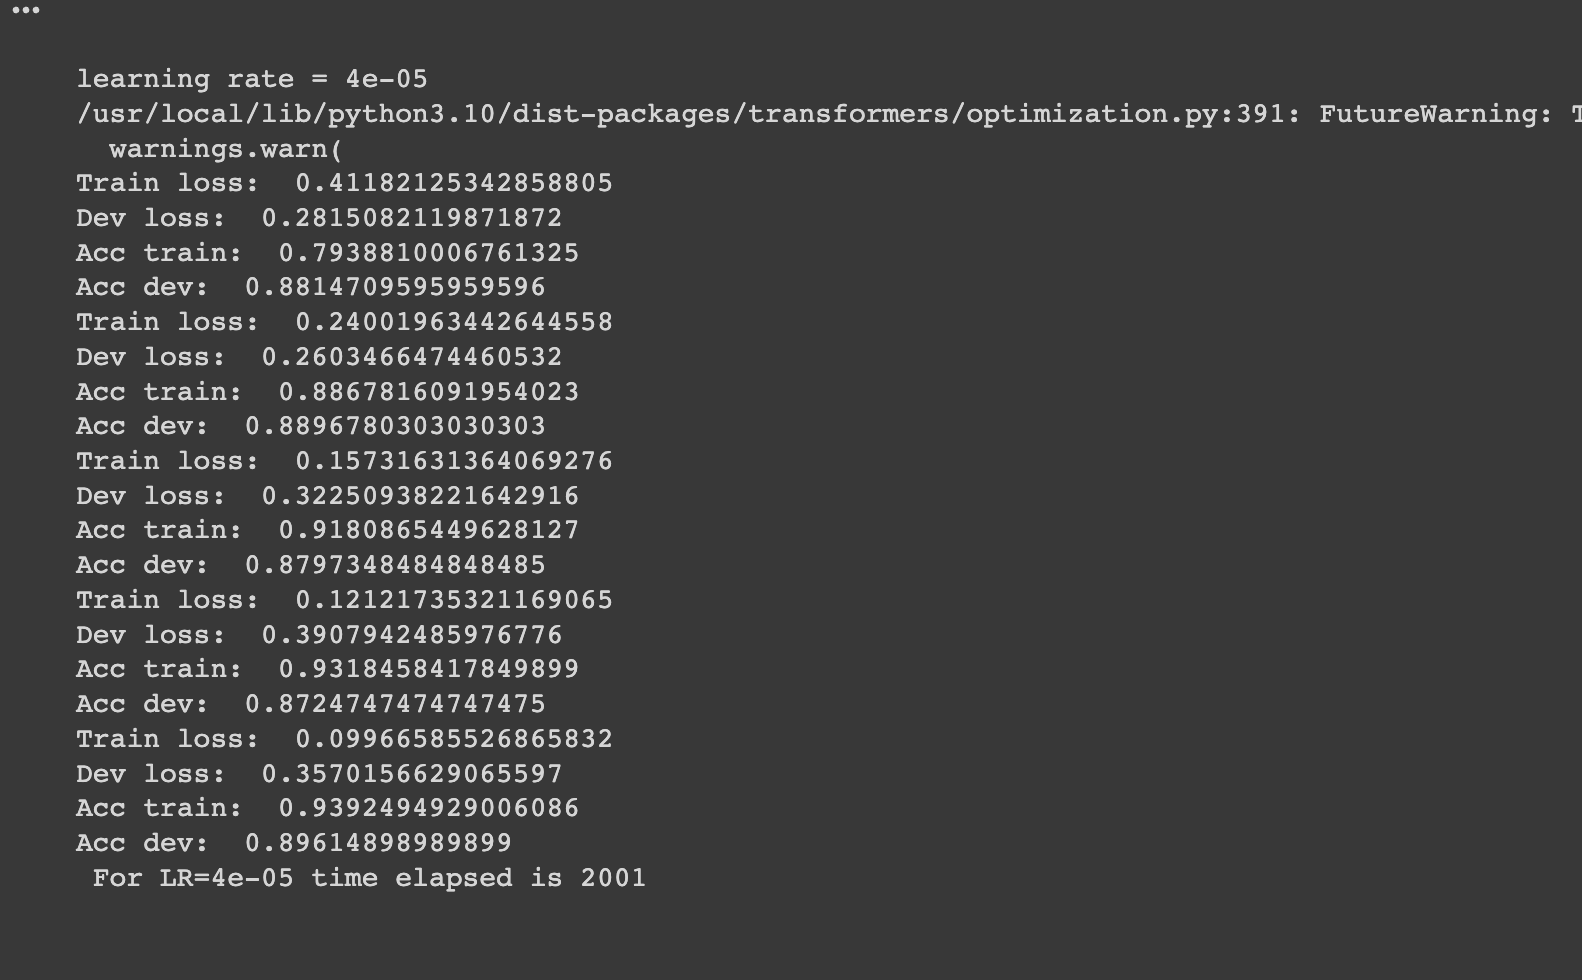 learning rate = 4e-05
/usr/local/lib/python3.10/dist-packages/transformers/optimization.py:391: FutureWarning: T
warnings.warn(
Train loss: 0.41182125342858805
Dev loss: 0.2815082119871872
Acc train: 0.7938810006761325
Acc dev: 0.8814709595959596
Train loss: 0.24001963442644558
Dev loss: 0.2603466474460532
Acc train: 0.8867816091954023
Acc dev: 0.8896780303030303
Train loss: 0.15731631364069276
Dev loss: 0.32250938221642916
Acc train: 0.9180865449628127
Acc dev: 0.8797348484848485
Train loss: 0.12121735321169065
Dev loss: 0.3907942485976776
Acc train: 0.9318458417849899
Acc dev: 0.8724747474747475
Train loss: 0.09966585526865832
Dev loss: 0.3570156629065597
Acc train: 0.9392494929006086
Acc dev: 0.89614898989899
For LR=4e-05 time elapsed is 2001